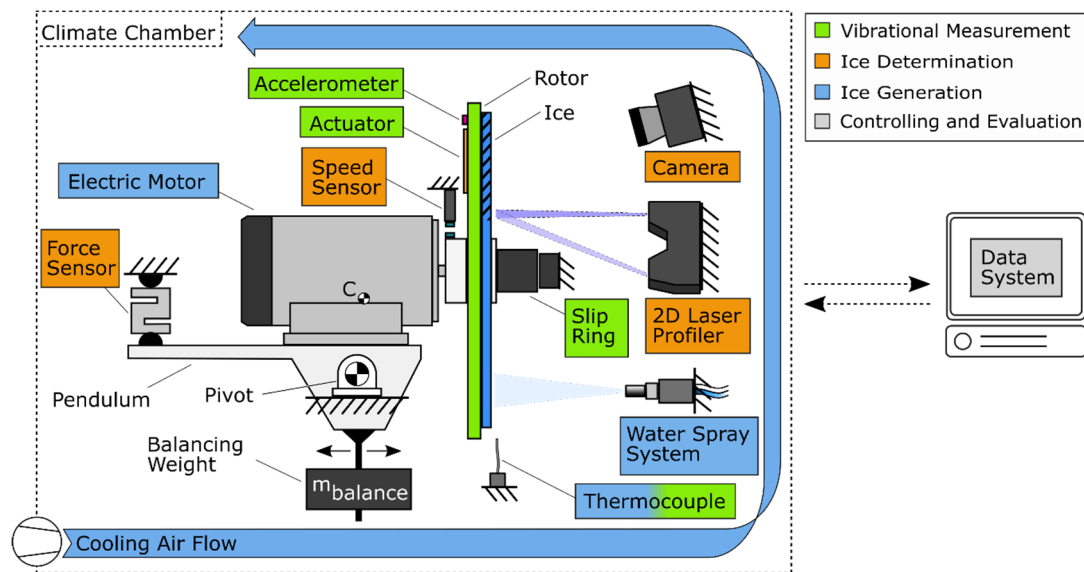 Climate Chamber
Vibrational Measurement
Ice Determination
Ice Generation
Controlling and Evaluation
Accelerometer
Rotor
Actuator
Ice
Speed
Sensor
Camera
Electric Motor
Force
Sensor
C
Data
System
Slip
Ring
2D Laser
Profiler
Pendulum
Pivot
Water Spray
System
Balancing
Weight
mbalance
Thermocouple
Cooling Air Flow